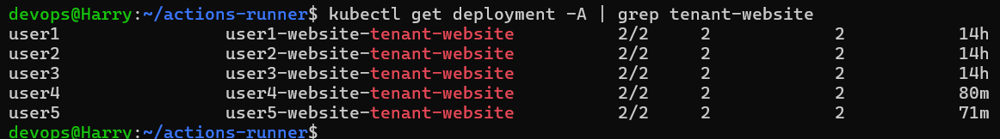 devops@Harry:~/actions-runner$ kubectl get deployment -A | grep tenant-website
user1 user1-website-tenant-website 2/2 2 2 14h
user2 user2-website-tenant-website 2/2 2 2 14h
user3 user3-website-tenant-website 2/2 2 2 14h
user4 user4-website-tenant-website 2/2 2 2 80m
user5 user5-website-tenant-website 2/2 2 2 71m
devops@Harry:~/actions-runner$